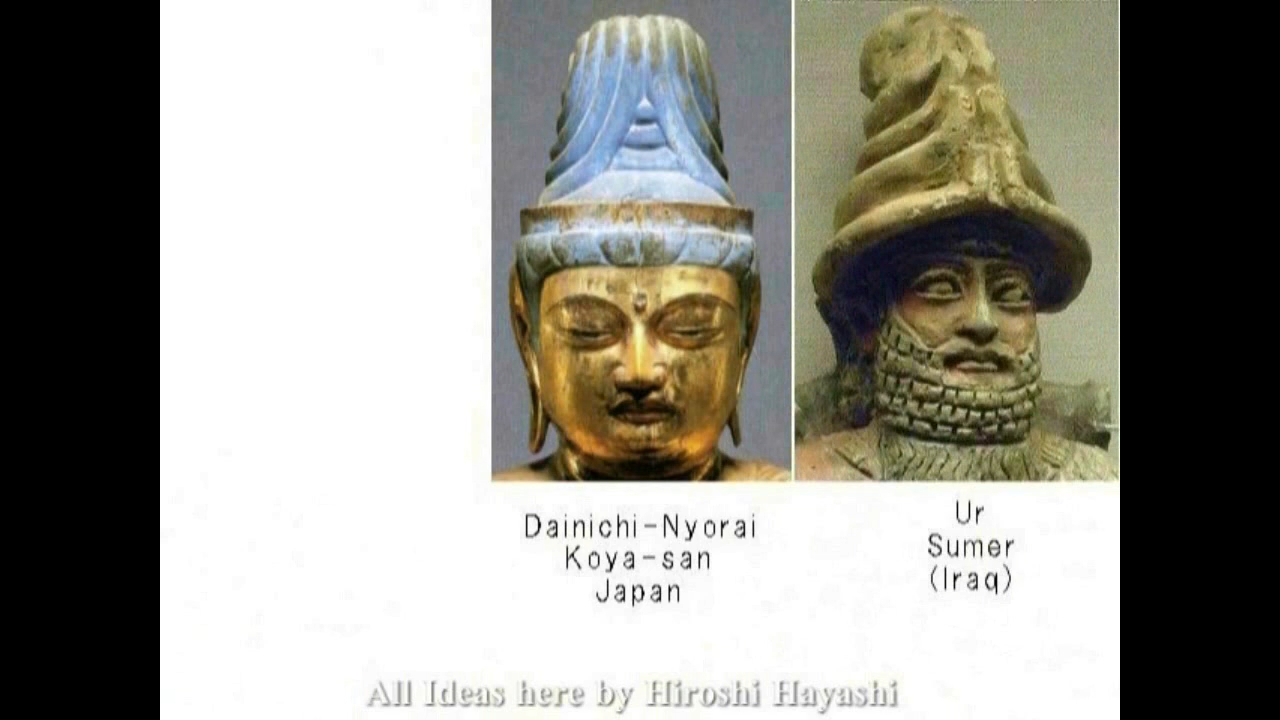 Dainichi-Nyorai
Koya-san
Japan
Ur
Sumer
(Iraq)
All Ideas here by Hiroshi Hayashi